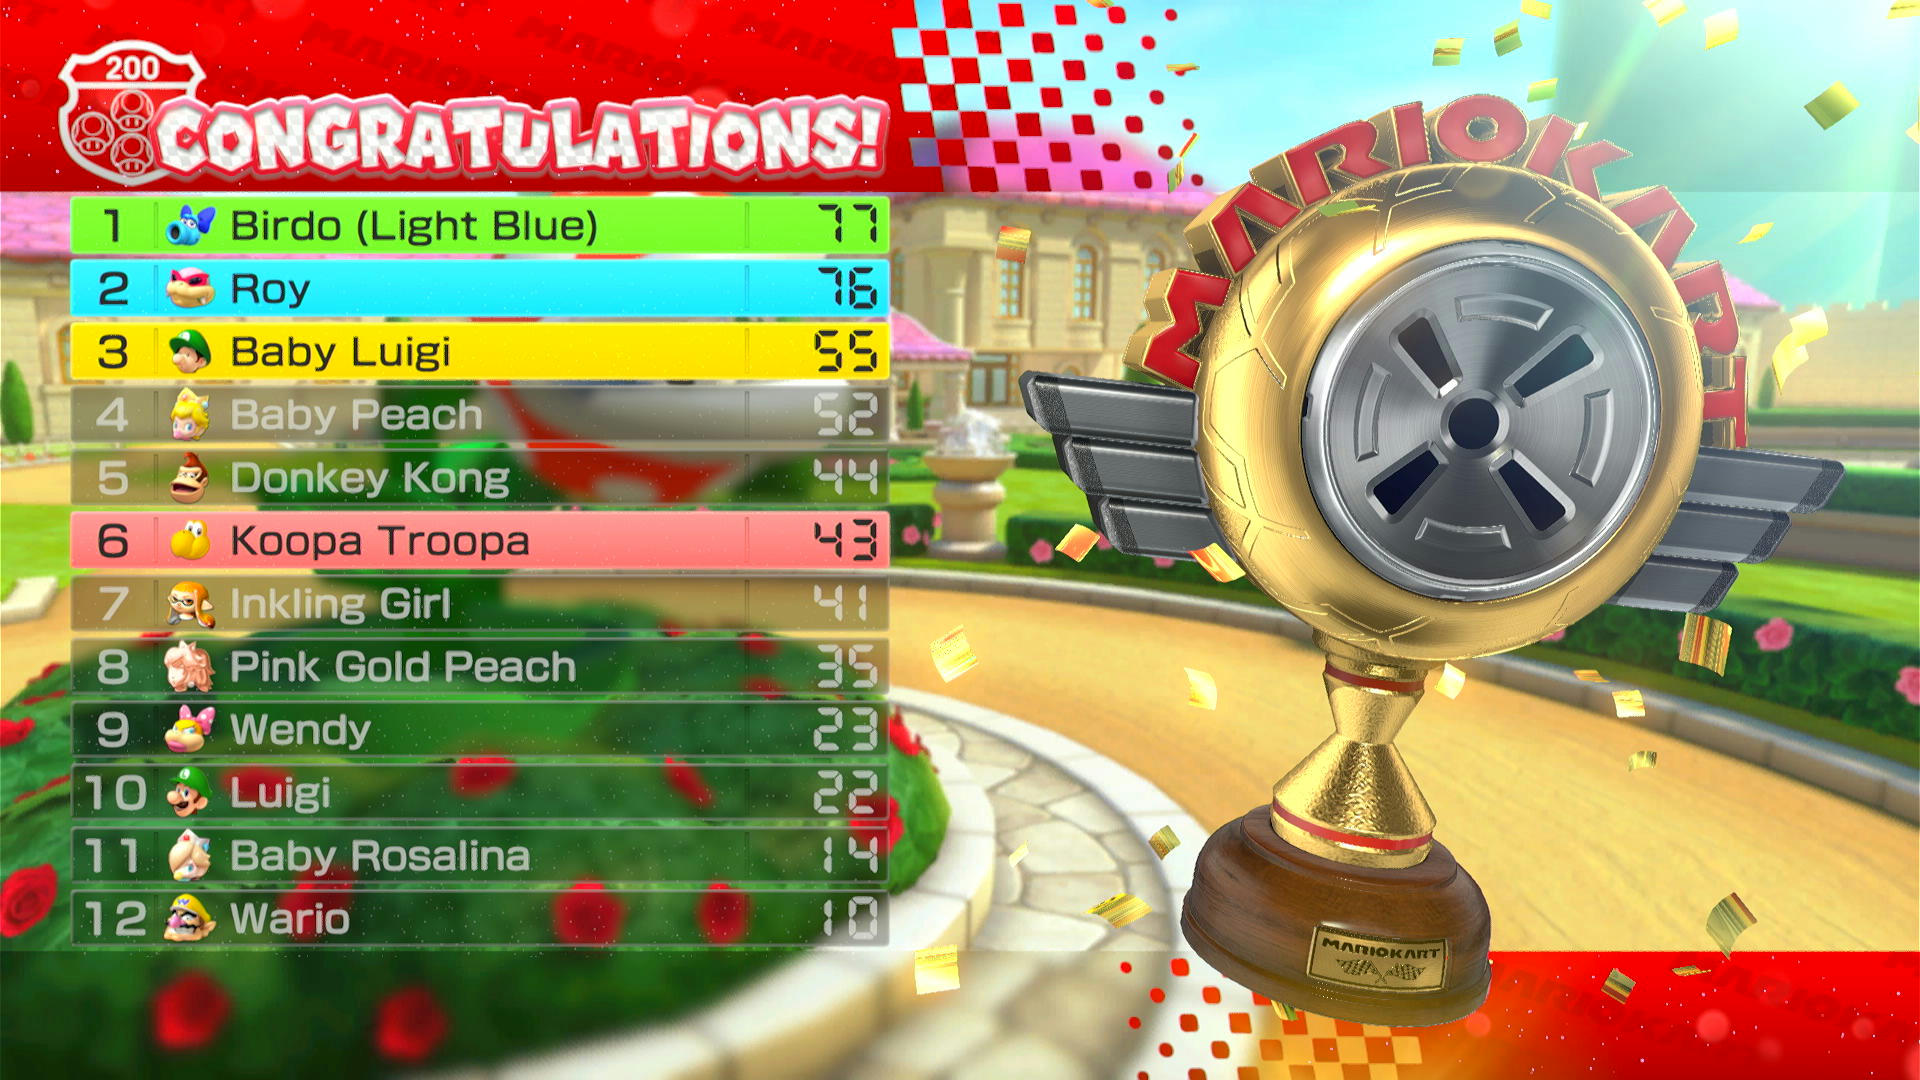 200
CONGRATULATIONS!
1 Birdo (Light Blue) 77
2 Roy 76
3 Baby Luigi 55
4 Baby Peach 52
5 Donkey Kong 44
6 Koopa Troopa 43
7 Inkling Girl 41
8 Pink Gold Peach 35
9 Wendy 23
10 Luigi 22
11 Baby Rosalina 14
12 Wario 10
MARIOKART
MARIOKART